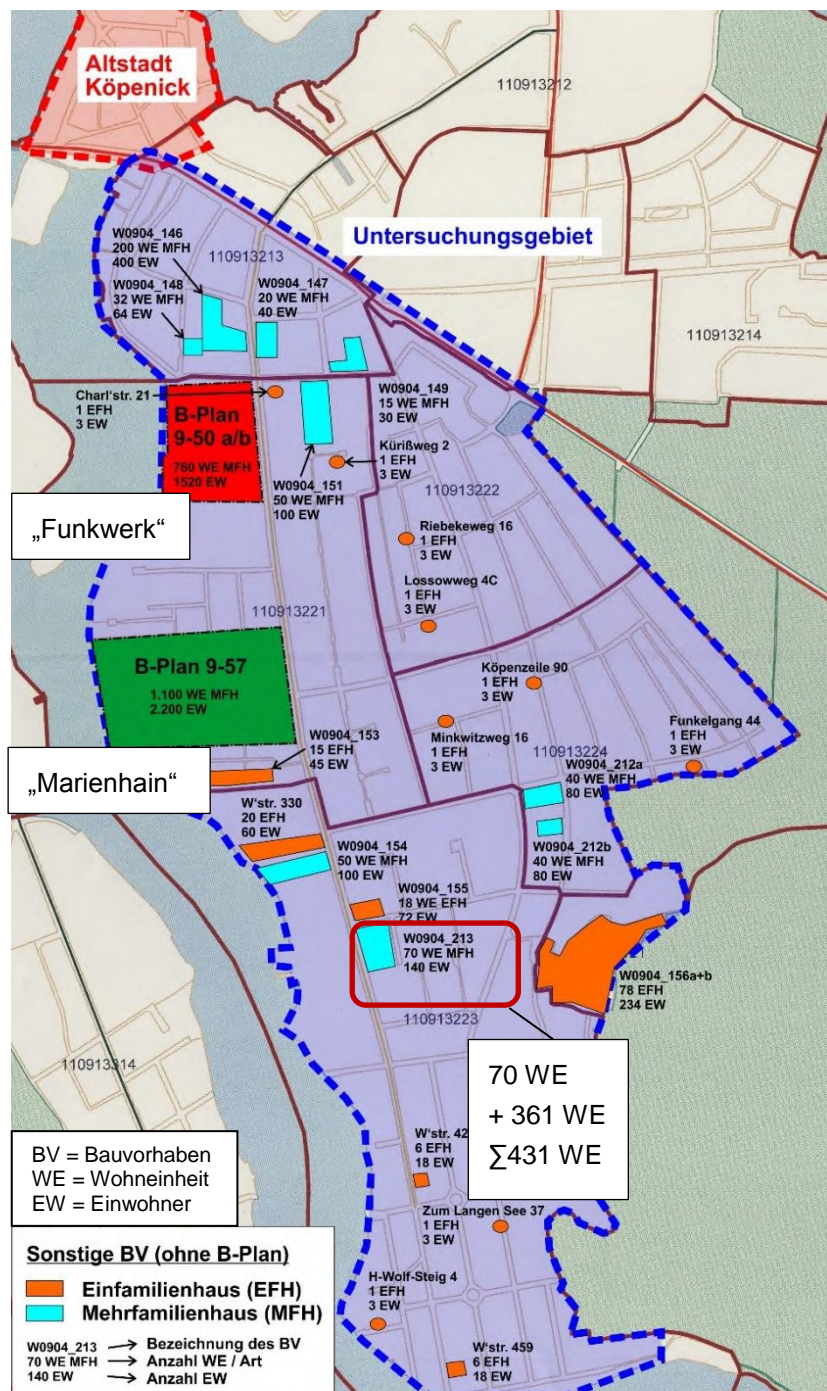 Altstadt
Köpenick
110913212
Untersuchungsgebiet
W0904_146
200 WE MFH
400 EW
110913213
W0904_148
32 WE MFH
64 EW
W0904_147
20 WE MFH
40 EW
110913214
Charl'str. 21
1 EFH
3 EW
B-Plan
9-50 a/b
760 WE MFH
1520 EW
W0904_149
15 WE MFH
30 EW
Kürißweg 2
1 EFH
3 EW
W0904_151
50 WE MFH
100 EW
110913222
„Funkwerk“
Riebekeweg 16
1 EFH
3 EW
Lossowweg 4C
1 EFH
3 EW
110913221
B-Plan 9-57
1.100 WE MFH
2.200 EW
Köpenzeile 90
1 EFH
3 EW
Minkwitzweg 16
1 EFH
3 EW
Funkelgang 44
1 EFH
3 EW
110913224
W0904_153
15 EFH
45 EW
„Marienhain“
W0904_212a
40 WE MFH
80 EW
W'str. 330
20 EFH
60 EW
W0904_154
50 WE MFH
100 EW
W0904_212b
40 WE MFH
80 EW
W0904_155
18 WE EFH
72 EW
W0904_213
70 WE MFH
140 EW
W0904_156a+b
78 EFH
234 EW
110913223
110913314
70 WE
+ 361 WE
∑431 WE
BV = Bauvorhaben
WE = Wohneinheit
EW = Einwohner
W'str. 42
6 EFH
18 EW
Zum Langen See 37
1 EFH
3 EW
H-Wolf-Steig 4
1 EFH
3 EW
W'str. 459
6 EFH
18 EW
Sonstige BV (ohne B-Plan)
Einfamilienhaus (EFH)
Mehrfamilienhaus (MFH)
W0904_213 Bezeichnung des BV
70 WE MFH Anzahl WE / Art
140 EW Anzahl EW